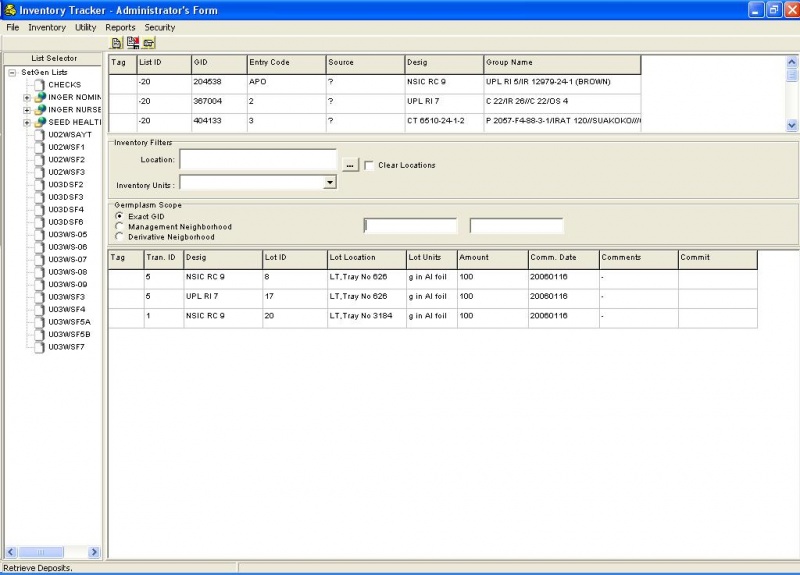 Inventory Tracker - Administrator's Form
File Inventory Utility Reports Security
List Selector
SetGen Lists
CHECKS
INGER NOMIN
INGER NURSE
SEED HEALTI
U02WSAYT
U02WSF1
U02WSF2
U02WSF3
U03DSF2
U03DSF3
U03DSF4
U03DSF6
U03WS-05
U03WS-06
U03WS-07
U03WS-08
U03WS-09
U03WSF3
U03WSF4
U03WSF5A
U03WSF5B
U03WSF7
Tag List ID GID Entry Code Source Desig Group Name
-20 204538 APO ? NSIC RC 9 UPL RI 5/IR 12979-24-1 (BROWN)
-20 367004 2 ? UPL RI 7 C 22/IR 26//C 22/OS 4
-20 404133 3 ? CT 6510-24-1-2 P 2057-F4-88-3-1/IRAT 120//SUAKOKO///
Inventory Filters
Location: ... Clear Locations
Inventory Units :
Germplasm Scope
Exact GID
Management Neighborhood
Derivative Neigborhood
Tag Tran. ID Desig Lot ID Lot Location Lot Units Amount Comm. Date Comments Commit
5 NSIC RC 9 8 LT,Tray No 626 g in Al foil 100 20060116 -
5 UPL RI 7 17 LT,Tray No 626 g in Al foil 100 20060116 -
1 NSIC RC 9 20 LT,Tray No 3184 g in Al foil 100 20060116 -
Retrieve Deposits.